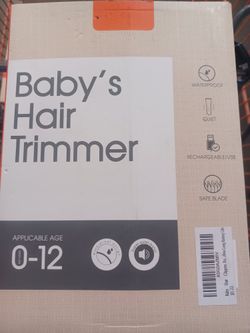 Baby's
Hair
Trimmer
WATERPROOF
QUIET
RECHARGEABLE/USB
SAFE BLADE
APPLICABLE AGE
0-12